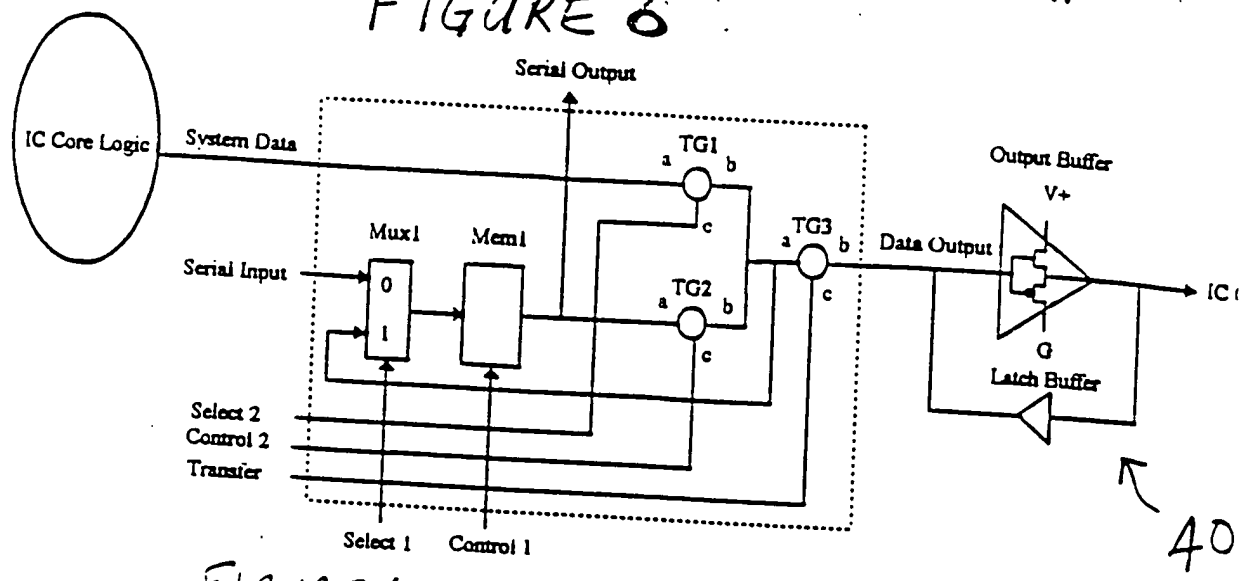 FIGURE 6
Serial Output
IC Core Logic
System Data
TG1
a
b
c
Output Buffer
V+
Mux1
Mem1
TG3
a
b
c
Data Output
Serial Input
0
1
TG2
a
b
c
IC
G
Latch Buffer
Select 2
Control 2
Transfer
Select 1
Control 1
40